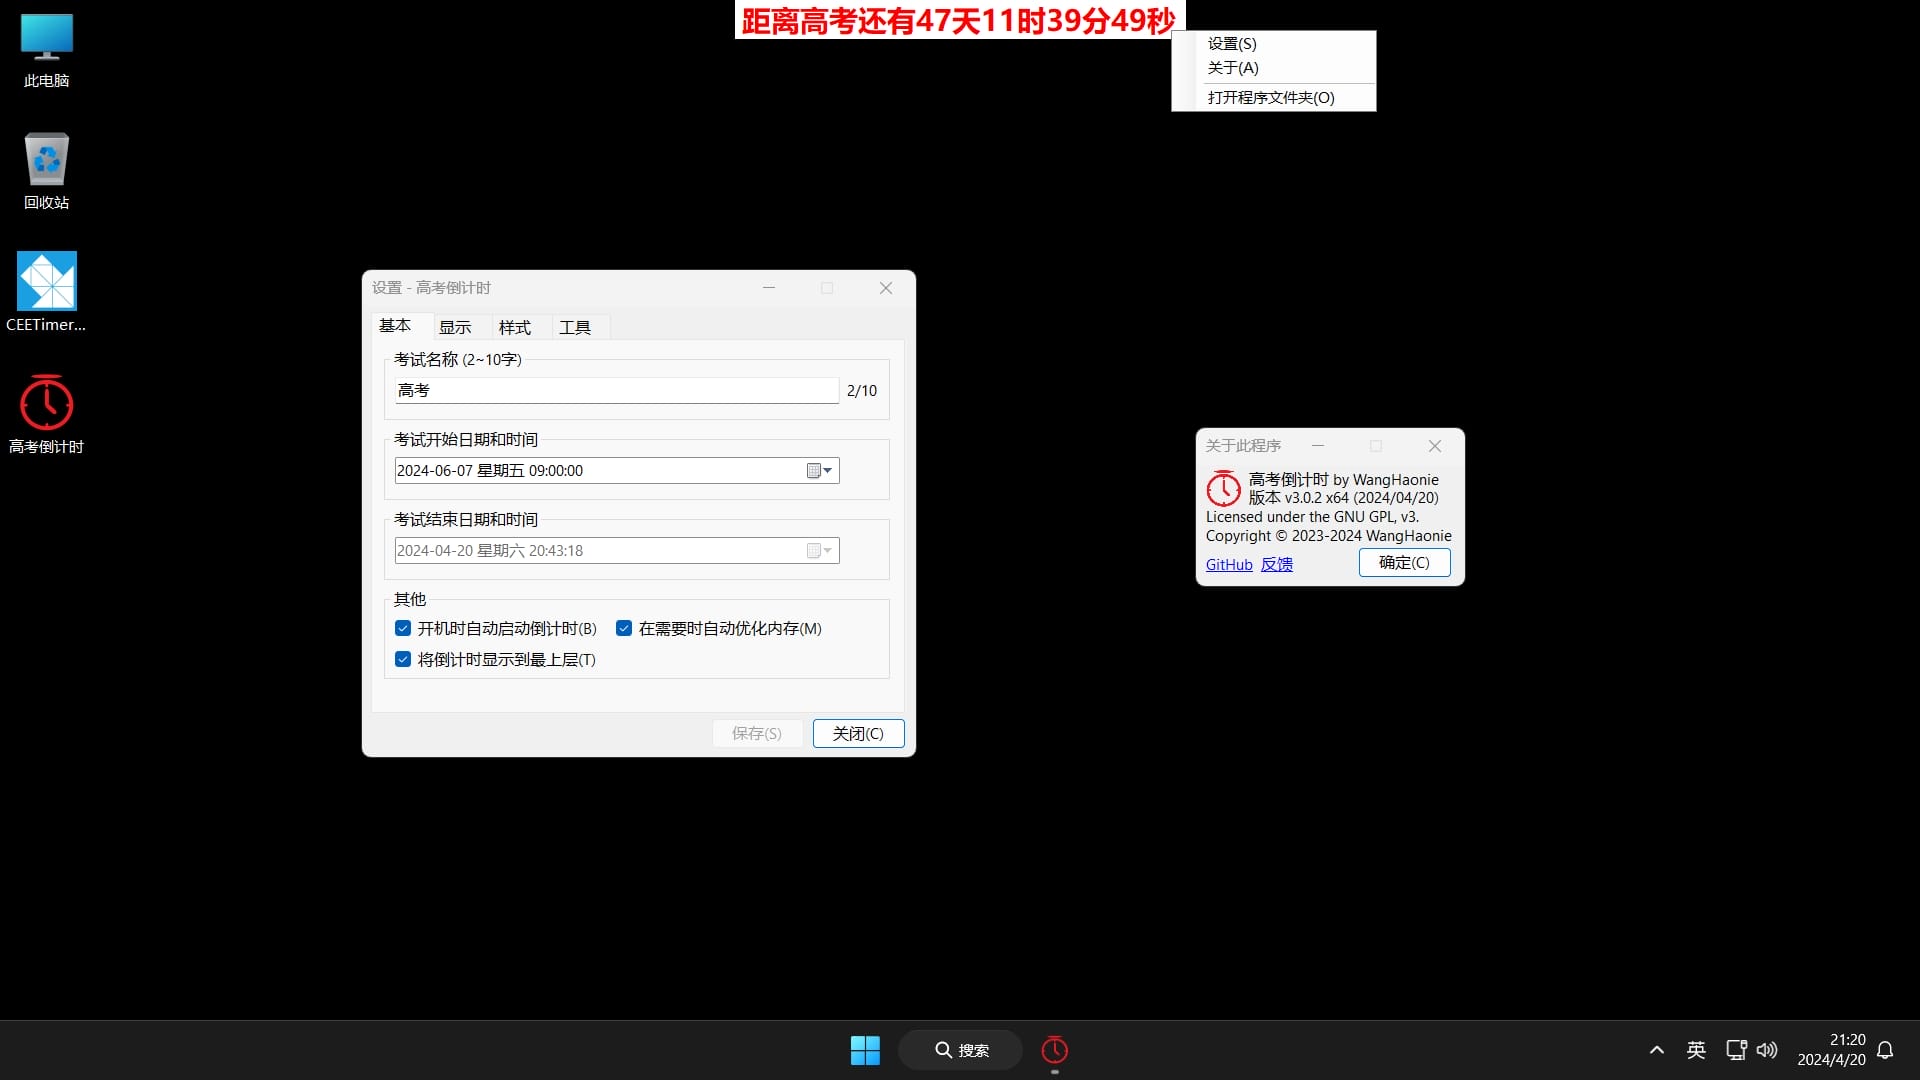 距离高考还有47天11时39分49秒
设置(S)
关于(A)
打开程序文件夹(O)
此电脑
回收站
CEETimer...
高考倒计时
设置 - 高考倒计时
基本
显示
样式
工具
考试名称 (2~10字)
高考
2/10
考试开始日期和时间
2024-06-07 星期五 09:00:00
考试结束日期和时间
2024-04-20 星期六 20:43:18
其他
开机时自动启动倒计时(B)
在需要时自动优化内存(M)
将倒计时显示到最上层(T)
保存(S)
关闭(C)
关于此程序
高考倒计时 by WangHaonie
版本 v3.0.2 x64 (2024/04/20)
Licensed under the GNU GPL, v3.
Copyright © 2023-2024 WangHaonie
GitHub 反馈
确定(C)
搜索
英
21:20
2024/4/20